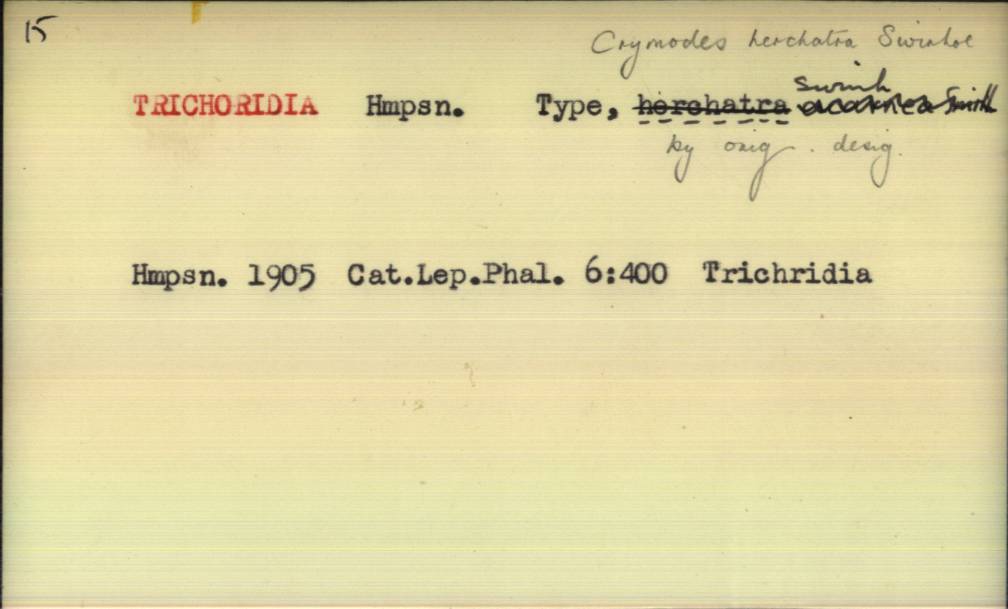 15
Crymodes herchatra Swinhoe
swinh
TRICHORIDIA Hmpsn. Type, herchatra
by orig. desig.
Hmpsn. 1905 Cat.Lep.Phal. 6:400 Trichridia